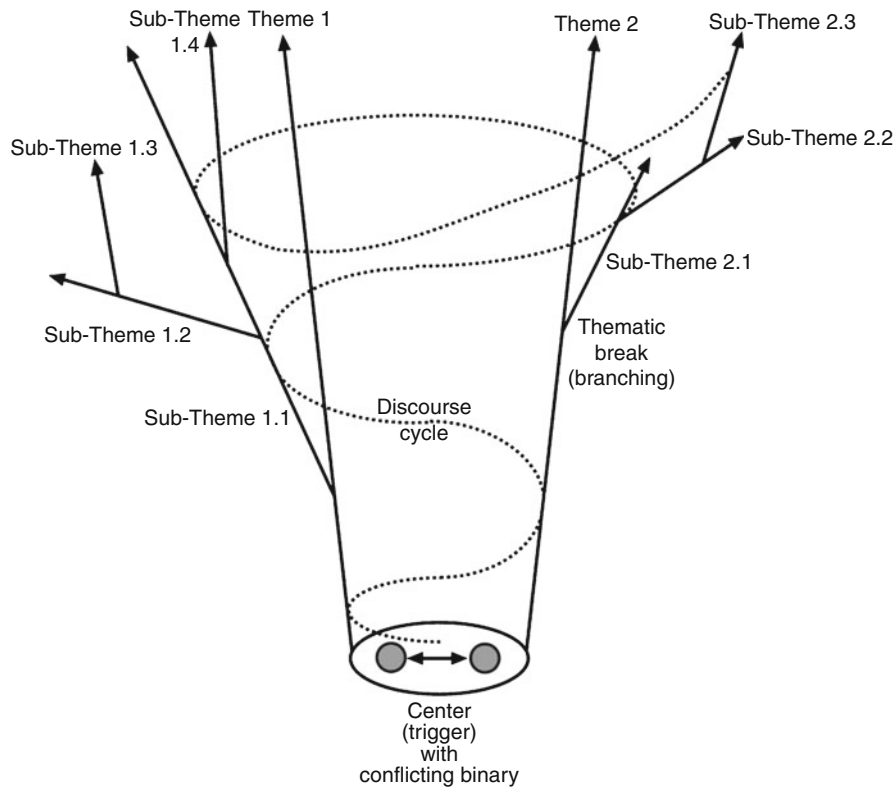 Sub-Theme Theme 1
1.4
Theme 2
Sub-Theme 2.3
Sub-Theme 1.3
Sub-Theme 2.2
Sub-Theme 2.1
Sub-Theme 1.2
Thematic
break
(branching)
Sub-Theme 1.1
Discourse
cycle
Center
(trigger)
with
conflicting binary